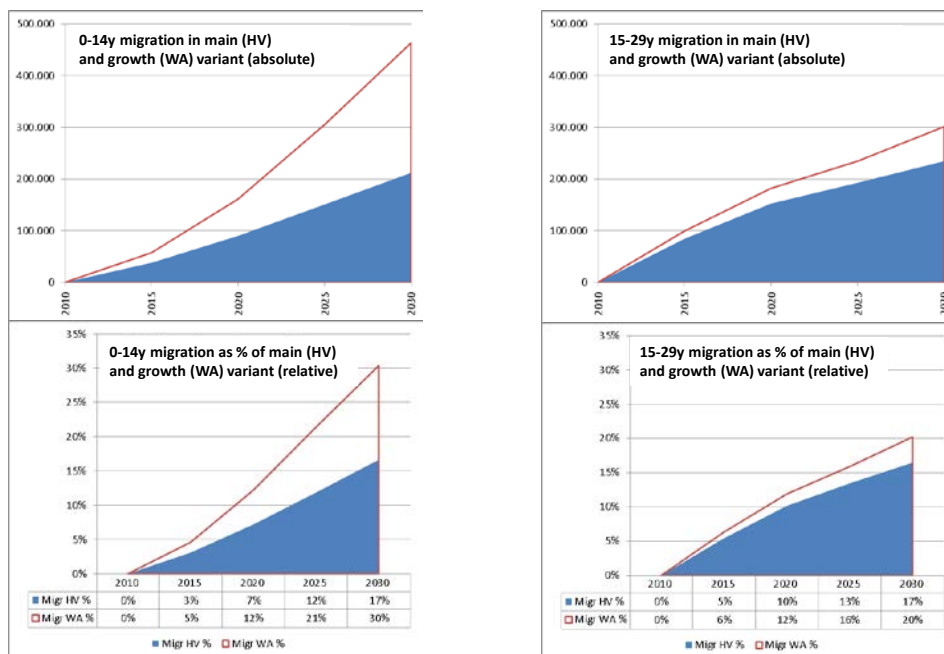 0-14y migration in main (HV)
and growth (WA) variant (absolute)
500.000
400.000
300.000
200.000
100.000
0
2010
2015
2020
2025
2030
15-29y migration in main (HV)
and growth (WA) variant (absolute)
500.000
400.000
300.000
200.000
100.000
0
2010
2015
2020
2025
2030
0-14y migration as % of main (HV)
and growth (WA) variant (relative)
35%
30%
25%
20%
15%
10%
5%
0%
2010 2015 2020 2025 2030
Migr HV % 0% 3% 7% 12% 17%
Migr WA % 0% 5% 12% 21% 30%
Migr HV % Migr WA %
15-29y migration as % of main (HV)
and growth (WA) variant (relative)
35%
30%
25%
20%
15%
10%
5%
0%
2010 2015 2020 2025 2030
Migr HV % 0% 5% 10% 13% 17%
Migr WA % 0% 6% 12% 16% 20%
Migr HV % Migr WA %